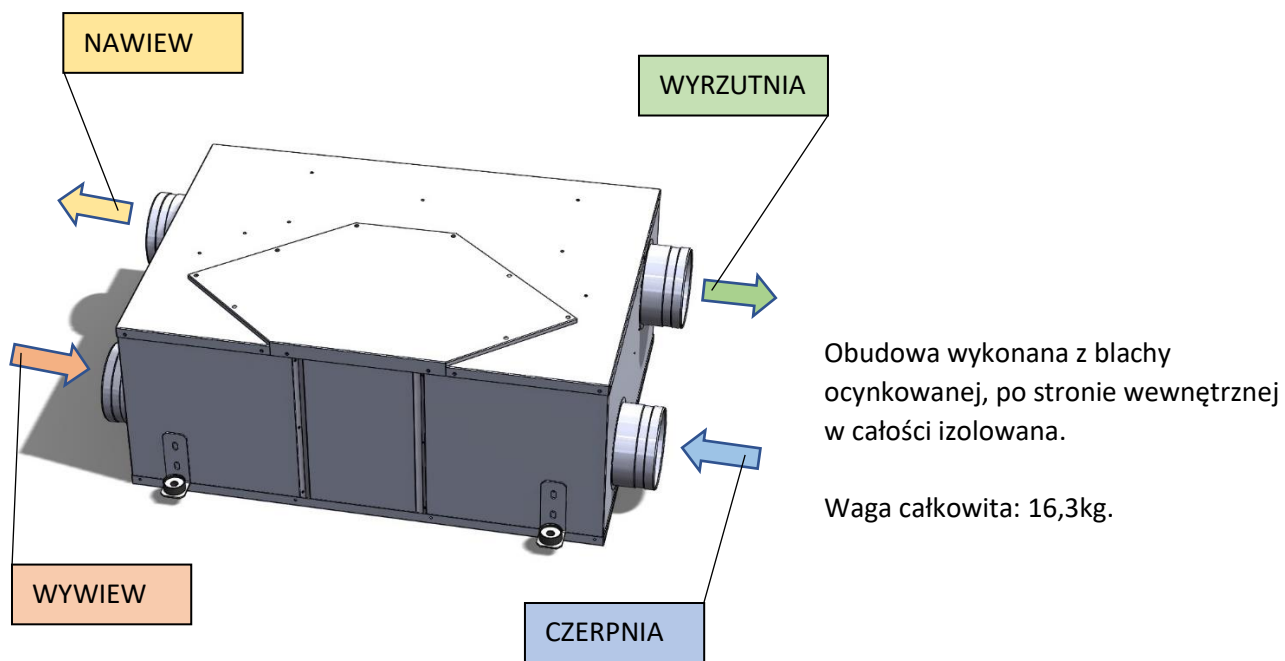 NAWIEW
WYRZUTNIA
Obudowa wykonana z blachy
ocynkowanej, po stronie wewnętrznej
w całości izolowana.
Waga całkowita: 16,3kg.
WYWIEW
CZERPNIA